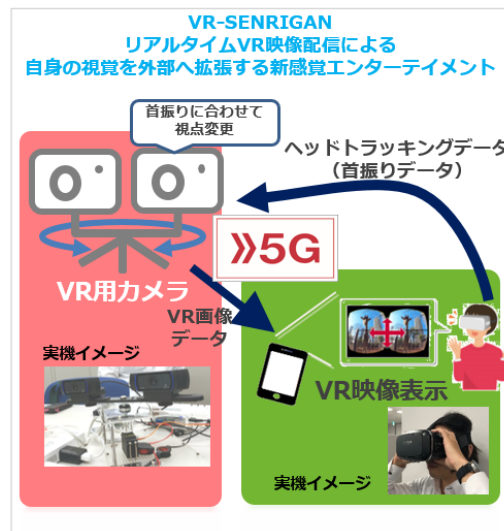 VR-SENRIGAN
リアルタイムVR映像配信による
自身の視覚を外部へ拡張する新感覚エンターテイメント
首振りに合わせて
視点変更
ヘッドトラッキングデータ
（首振りデータ）
》5G
VR用カメラ
VR画像
データ
実機イメージ
VR映像表示
実機イメージ